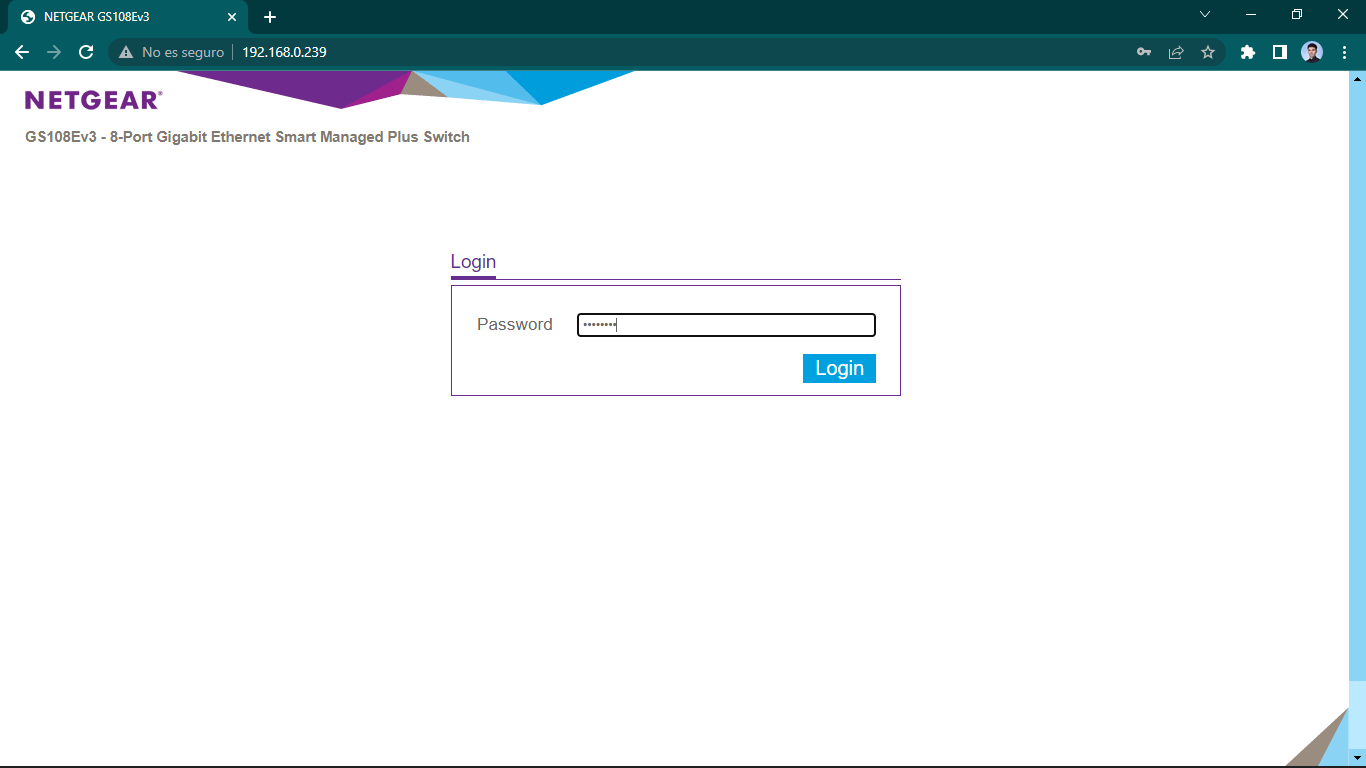 NETGEAR GS108Ev3
No es seguro 192.168.0.239
NETGEAR®
GS108Ev3 - 8-Port Gigabit Ethernet Smart Managed Plus Switch
Login
Password ••••••••
Login